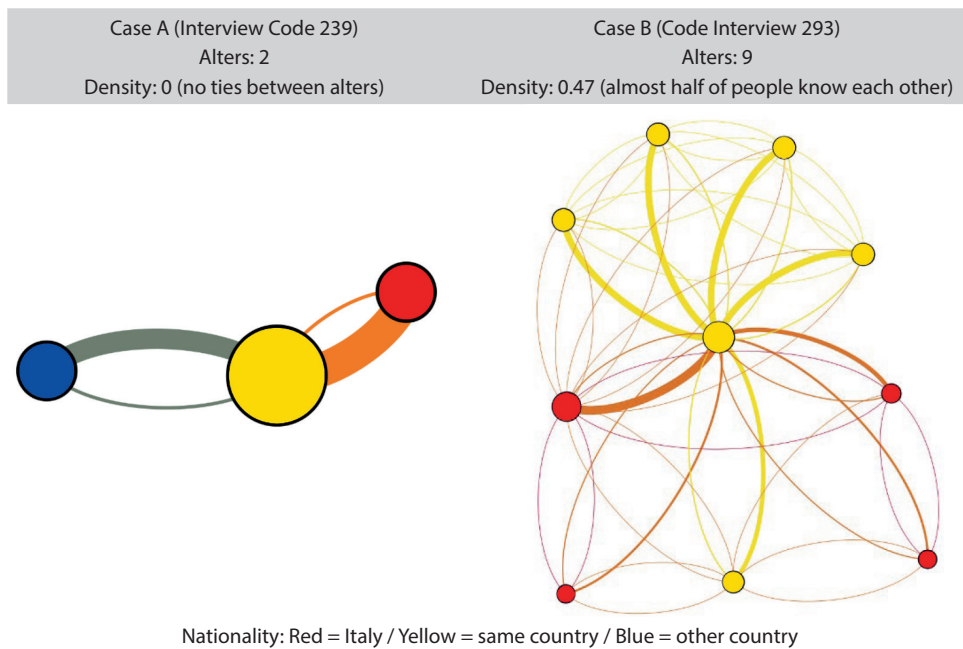 Case A (Interview Code 239)
Alters: 2
Density: 0 (no ties between alters)
Case B (Code Interview 293)
Alters: 9
Density: 0.47 (almost half of people know each other)
Nationality: Red = Italy / Yellow = same country / Blue = other country